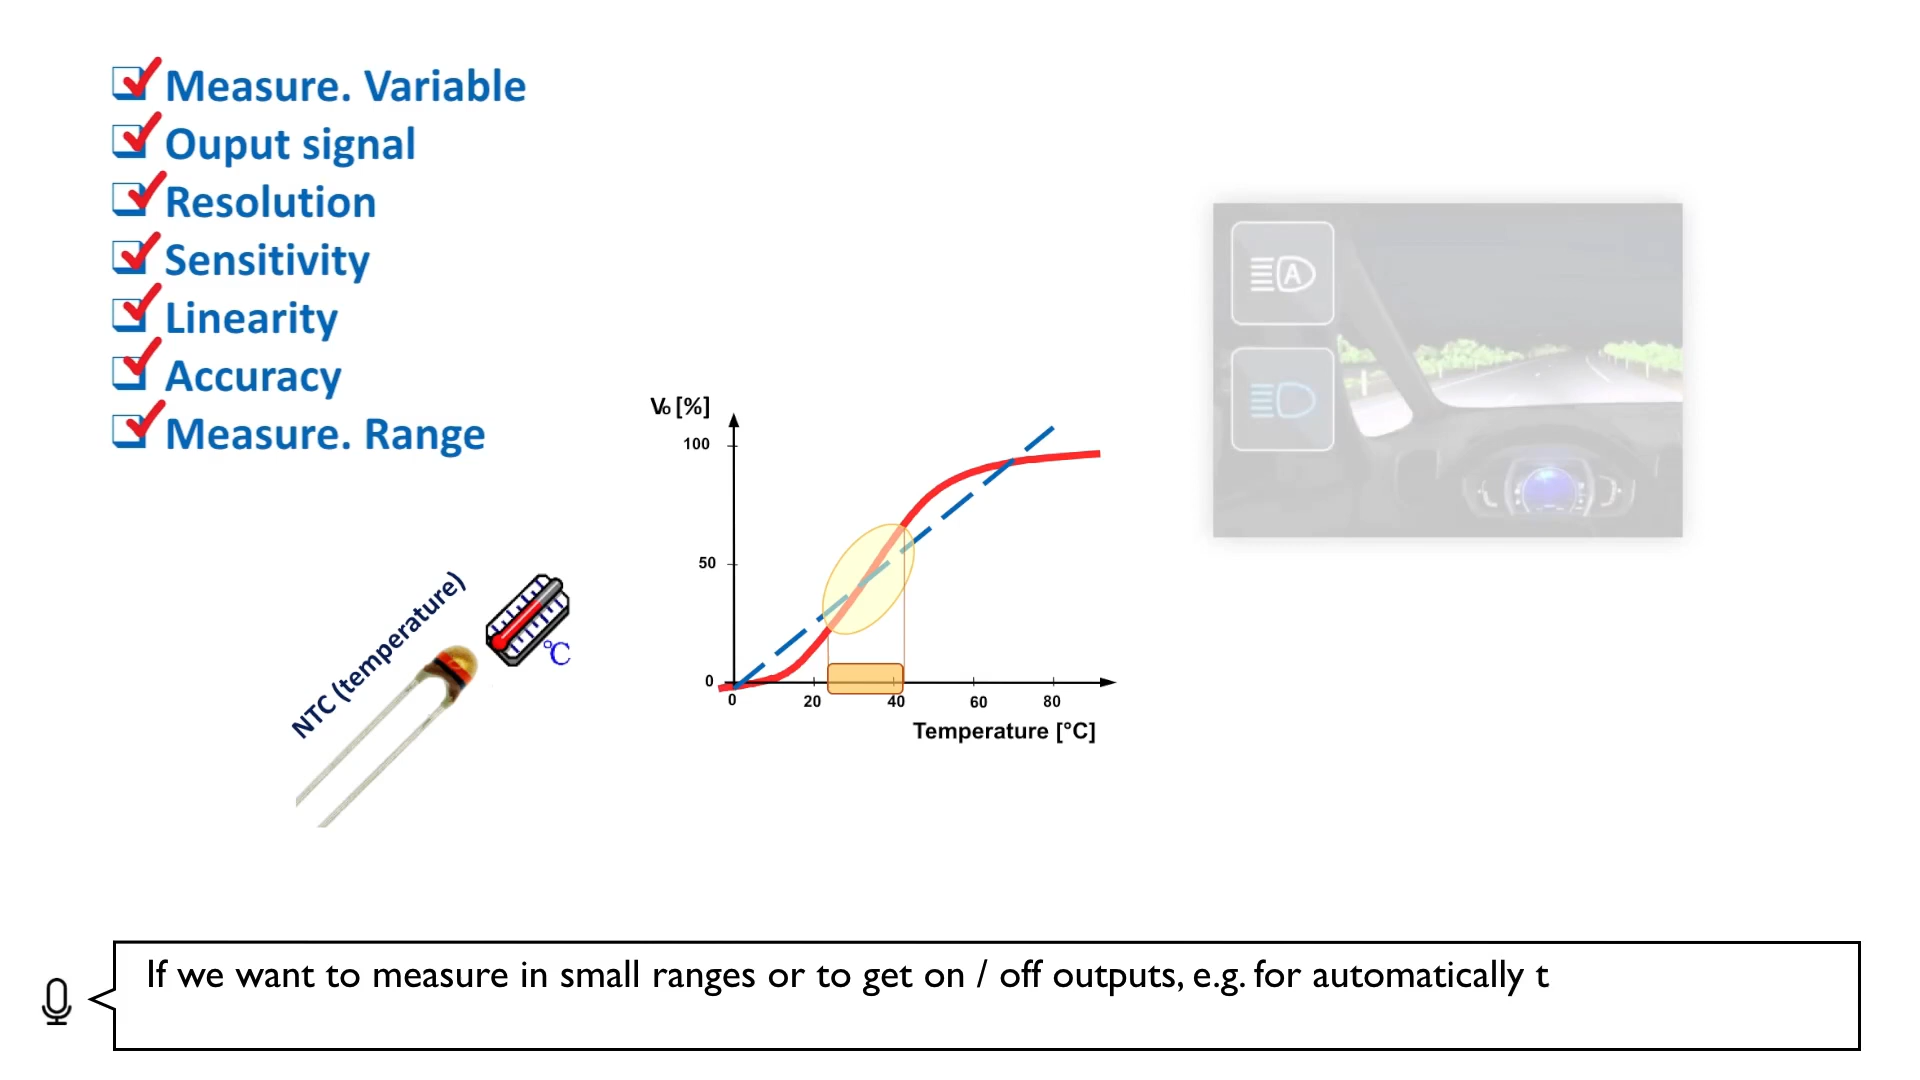 Measure. Variable
Ouput signal
Resolution
Sensitivity
Linearity
Accuracy
Measure. Range
A
Vo [%]
100
50
0
0 20 40 60 80
Temperature [°C]
NTC (temperature)
°C
If we want to measure in small ranges or to get on / off outputs, e.g. for automatically t